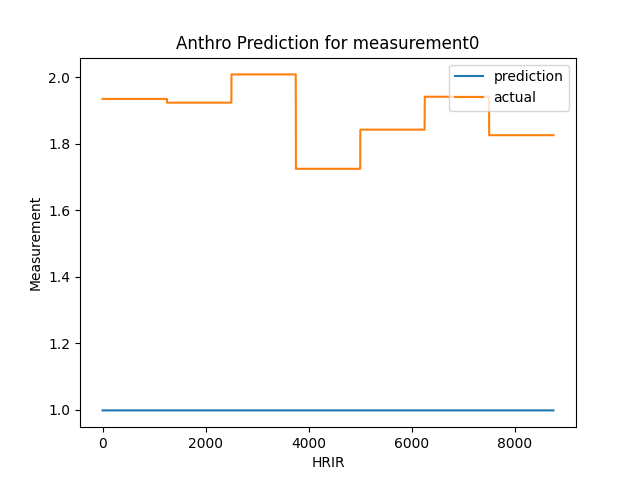 Anthro Prediction for measurement0
prediction
actual
2.0
1.8
1.6
1.4
1.2
1.0
Measurement
0 2000 4000 6000 8000
HRIR